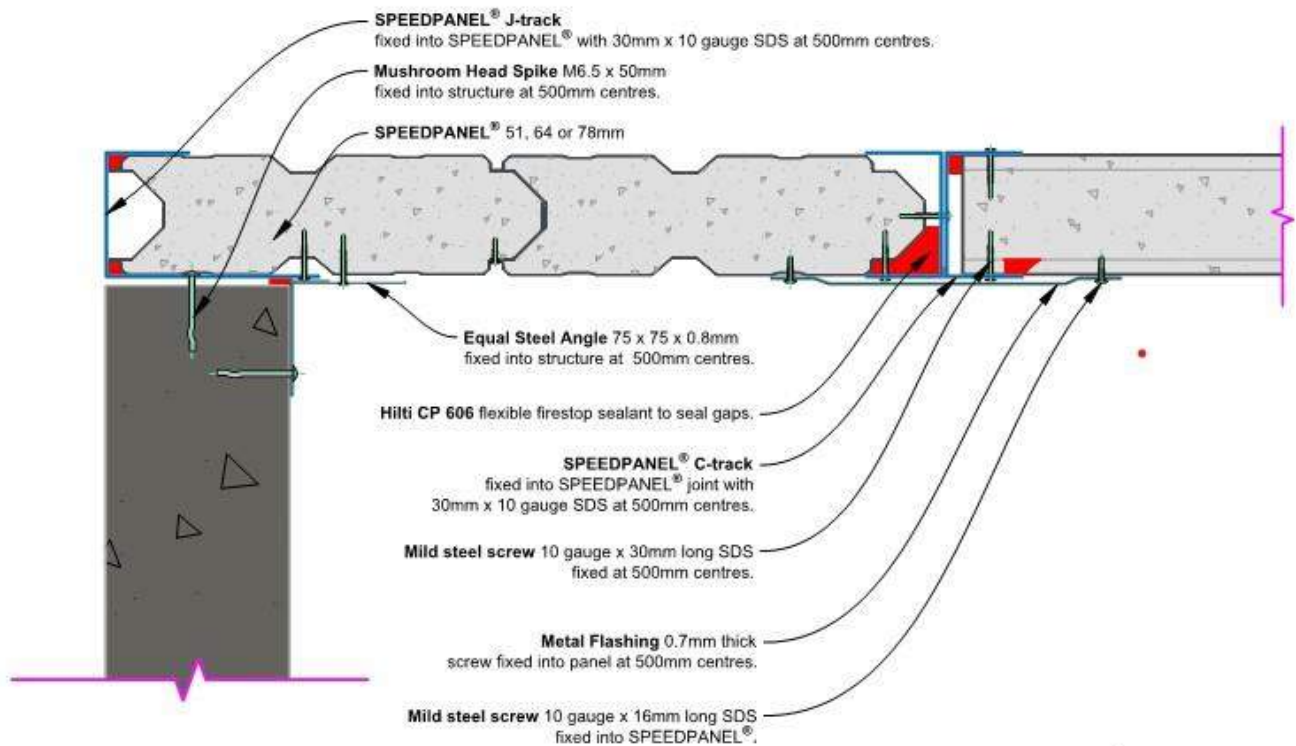 SPEEDPANEL® J-track
fixed into SPEEDPANEL® with 30mm x 10 gauge SDS at 500mm centres.
Mushroom Head Spike M6.5 x 50mm
fixed into structure at 500mm centres.
SPEEDPANEL® 51, 64 or 78mm
Equal Steel Angle 75 x 75 x 0.8mm
fixed into structure at 500mm centres.
Hilti CP 606 flexible firestop sealant to seal gaps.
SPEEDPANEL® C-track
fixed into SPEEDPANEL® joint with
30mm x 10 gauge SDS at 500mm centres.
Mild steel screw 10 gauge x 30mm long SDS
fixed at 500mm centres.
Metal Flashing 0.7mm thick
screw fixed into panel at 500mm centres.
Mild steel screw 10 gauge x 16mm long SDS
fixed into SPEEDPANEL®.